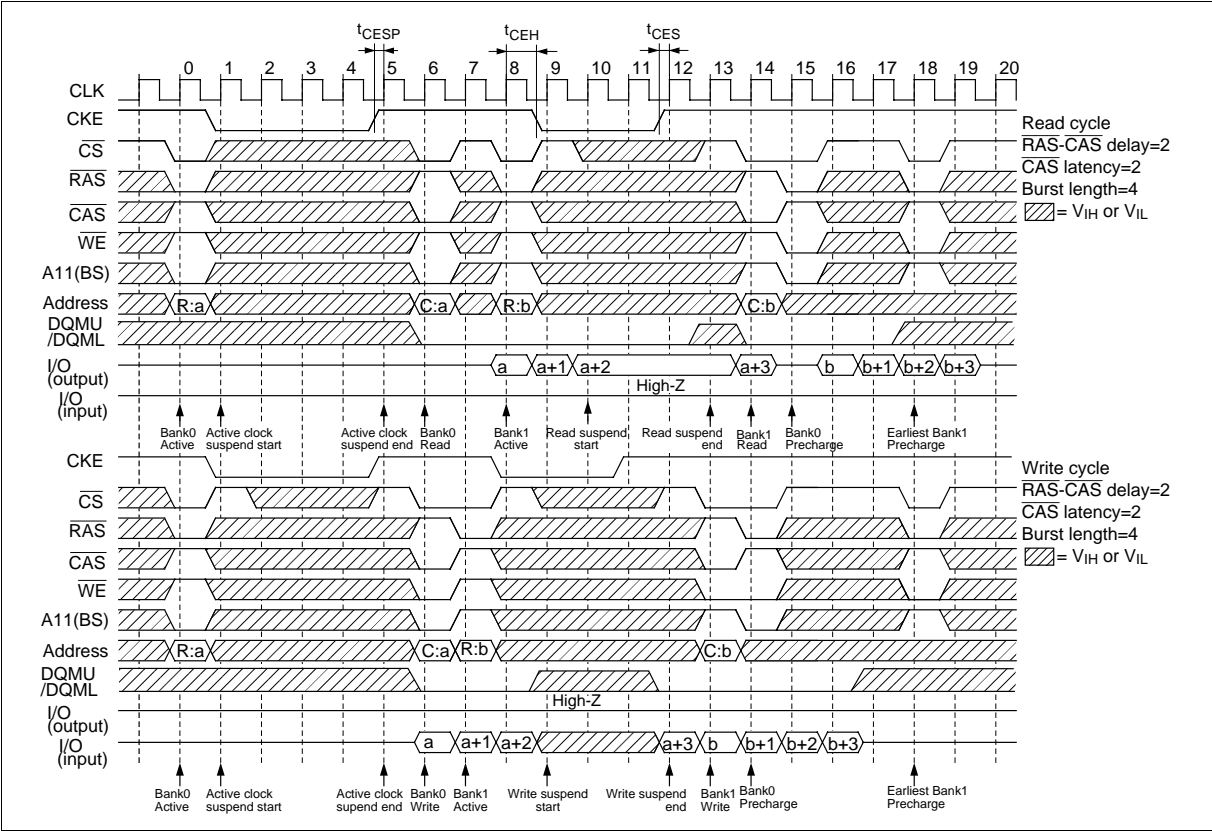 tCESP tCEH tCES
0 1 2 3 4 5 6 7 8 9 10 11 12 13 14 15 16 17 18 19 20
CLK
CKE
CS
RAS
CAS
WE
A11(BS)
Address R:a C:a R:b C:b
DQMU
/DQML
I/O
(output) a a+1 a+2 a+3 b b+1 b+2 b+3
High-Z
I/O
(input)
Read cycle
RAS-CAS delay=2
CAS latency=2
Burst length=4
= VIH or VIL
Bank0 Active
Active clock suspend start
Active clock suspend end
Bank0 Read
Bank1 Active
Read suspend start
Read suspend end
Bank1 Read
Bank0 Precharge
Earliest Bank1 Precharge
CKE
CS
RAS
CAS
WE
A11(BS)
Address R:a C:a R:b C:b
DQMU
/DQML
High-Z
I/O
(output)
I/O
(input) a a+1 a+2 a+3 b b+1 b+2 b+3
Write cycle
RAS-CAS delay=2
CAS latency=2
Burst length=4
= VIH or VIL
Bank0 Active
Active clock suspend start
Active clock supend end
Bank0 Write
Bank1 Active
Write suspend start
Write suspend end
Bank1 Write
Bank0 Precharge
Earliest Bank1 Precharge